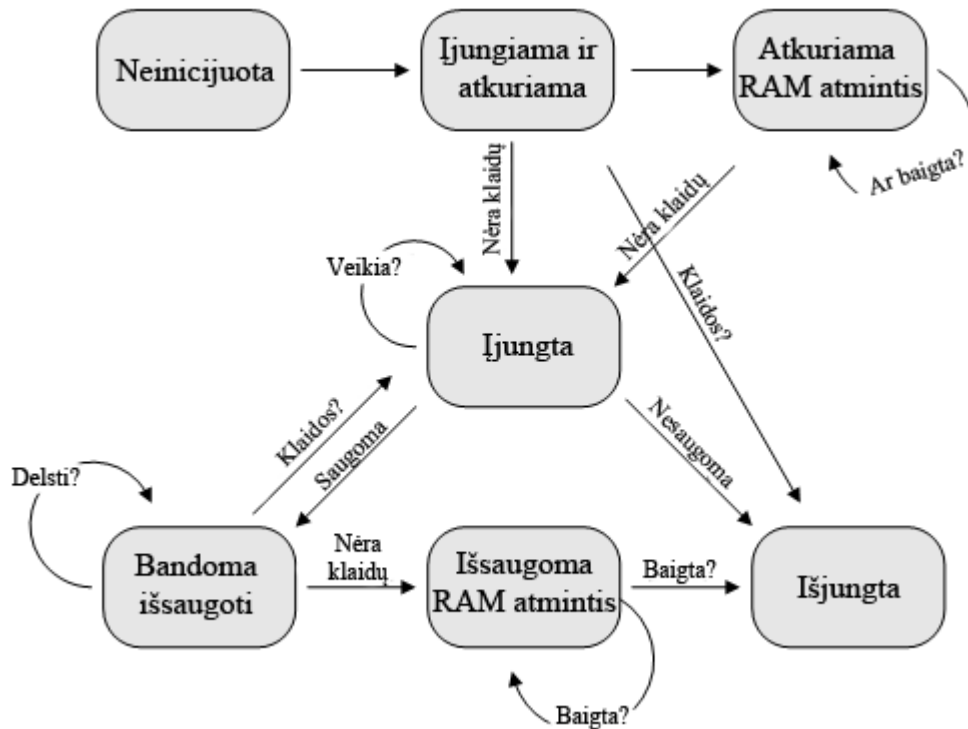 Neinicijuota
Įjungiama ir
atkuriama
Atkuriama
RAM atmintis
Ar baigta?
Nėra klaidų
Nėra klaidų
Klaidos?
Veikia?
Įjungta
Klaidos?
Saugoma
Nesaugoma
Delsti?
Bandoma
išsaugoti
Nėra
klaidų
Išsaugoma
RAM atmintis
Baigta?
Išjungta
Baigta?